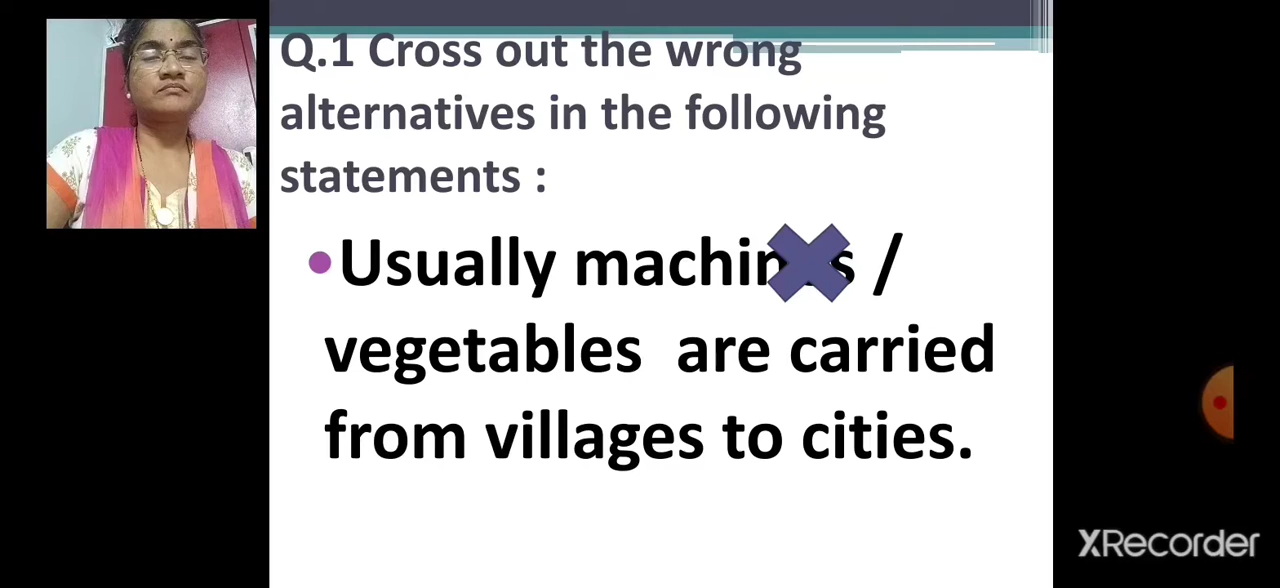 Q.1 Cross out the wrong
alternatives in the following
statements :
•Usually machines /
vegetables are carried
from villages to cities.
XRecorder